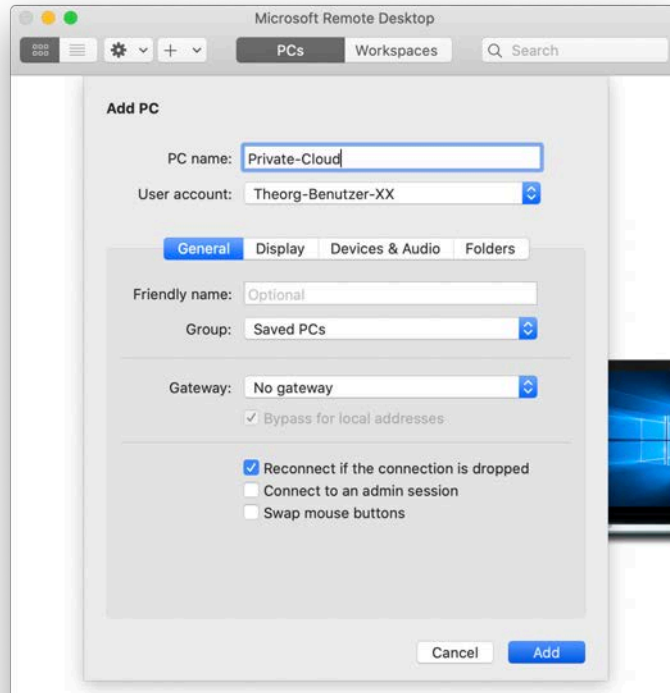 Microsoft Remote Desktop
PCs Workspaces Search
Add PC
PC name: Private-Cloud
User account: Theorg-Benutzer-XX
General Display Devices & Audio Folders
Friendly name: Optional
Group: Saved PCs
Gateway: No gateway
Bypass for local addresses
Reconnect if the connection is dropped
Connect to an admin session
Swap mouse buttons
Cancel Add